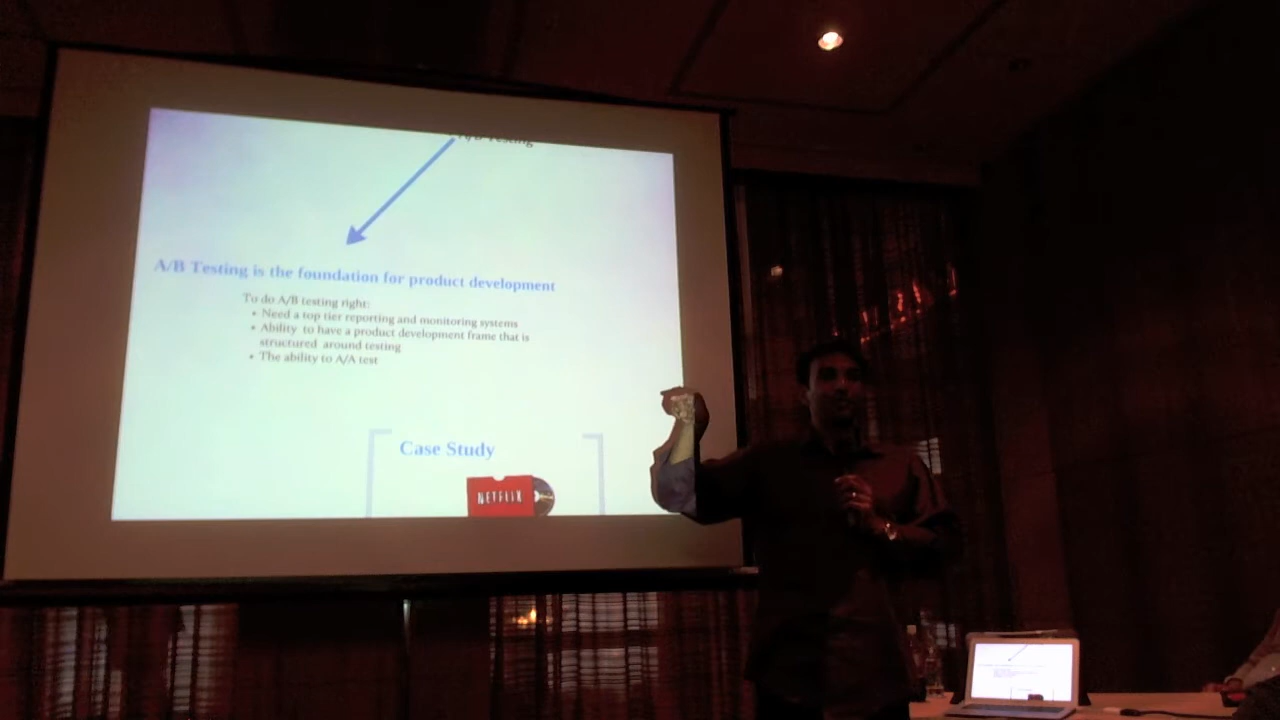 A/B Testing
A/B Testing is the foundation for product development
To do A/B testing right:
• Need a top tier reporting and monitoring systems
• Ability to have a product development frame that is
structured around testing
• The ability to A/A test
Case Study
NETFLIX